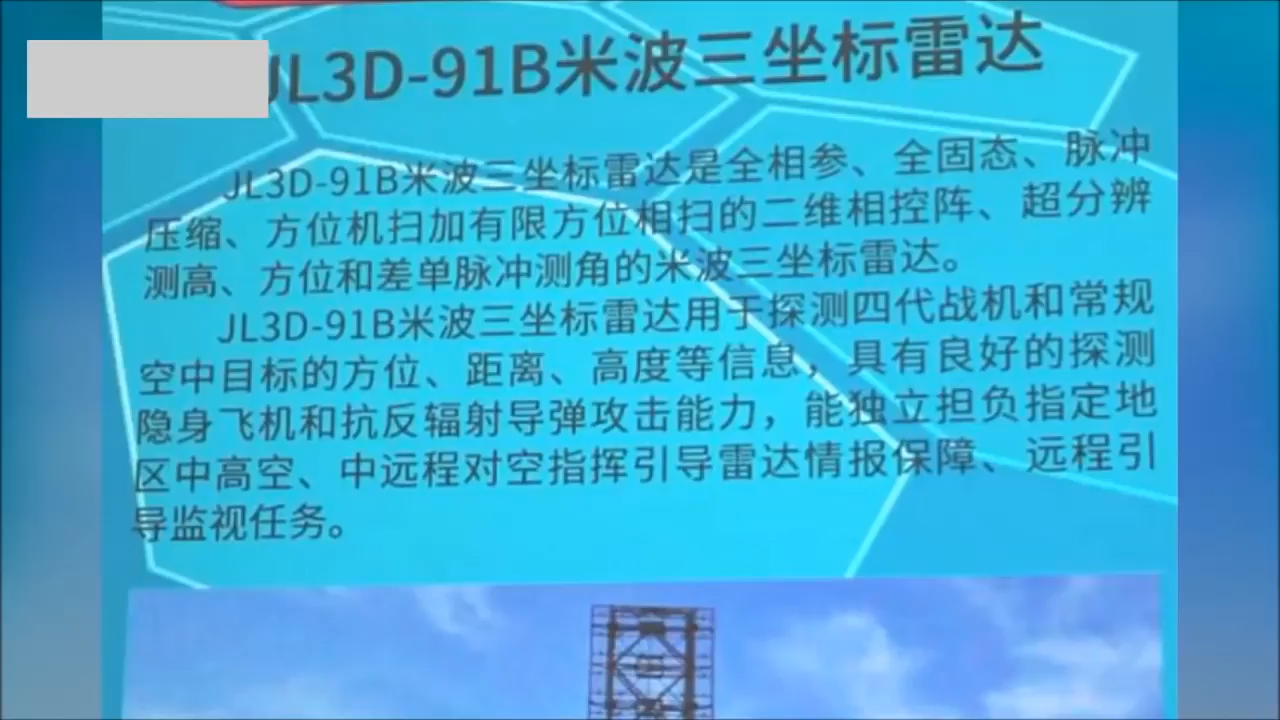 JL3D-91B米波三坐标雷达
JL3D-91B米波三坐标雷达是全相参、全固态、脉冲
压缩、方位机扫加有限方位相扫的二维相控阵、超分辨
测高、方位和差单脉冲测角的米波三坐标雷达。
JL3D-91B米波三坐标雷达用于探测四代战机和常规
空中目标的方位、距离、高度等信息，具有良好的探测
隐身飞机和抗反辐射导弹攻击能力，能独立担负指定地
区中高空、中远程对空指挥引导雷达情报保障、远程引
导监视任务。